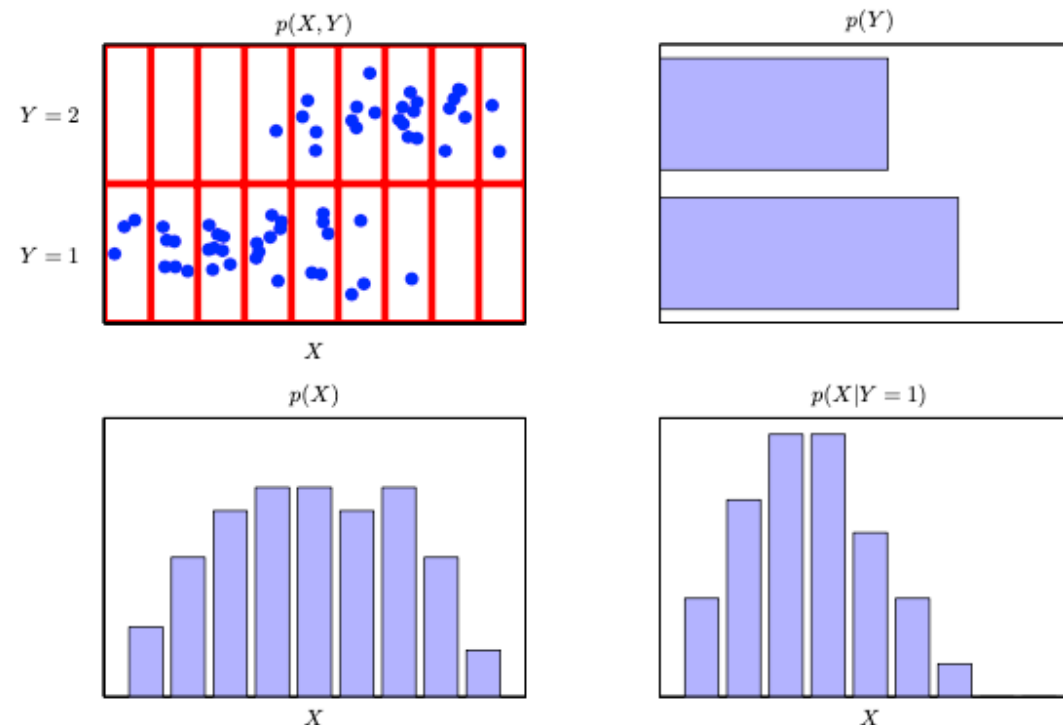 p(X, Y)
p(Y)
Y = 2
Y = 1
X
p(X)
p(X|Y = 1)
X
X